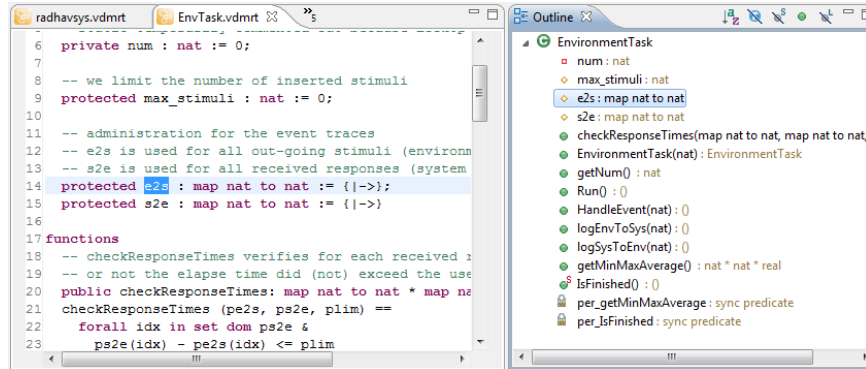 radhavsys.vdmrt
EnvTask.vdmrt
»5
6 private num : nat := 0;
7
8 -- we limit the number of inserted stimuli
9 protected max_stimuli : nat := 0;
10
11 -- administration for the event traces
12 -- e2s is used for all out-going stimuli (environm
13 -- s2e is used for all received responses (system
14 protected e2s : map nat to nat := {|->};
15 protected s2e : map nat to nat := {|->}
16
17 functions
18 -- checkResponseTimes verifies for each received r
19 -- or not the elapse time did (not) exceed the use
20 public checkResponseTimes: map nat to nat * map na
21 checkResponseTimes (pe2s, ps2e, plim) ==
22 forall idx in set dom ps2e &
23 ps2e(idx) - pe2s(idx) <= plim
Outline
EnvironmentTask
num : nat
max_stimuli : nat
e2s : map nat to nat
s2e : map nat to nat
checkResponseTimes(map nat to nat, map nat to nat,
EnvironmentTask(nat) : EnvironmentTask
getNum() : nat
Run() : ()
HandleEvent(nat) : ()
logEnvToSys(nat) : ()
logSysToEnv(nat) : ()
getMinMaxAverage() : nat * nat * real
IsFinished() : ()
per_getMinMaxAverage : sync predicate
per_IsFinished : sync predicate